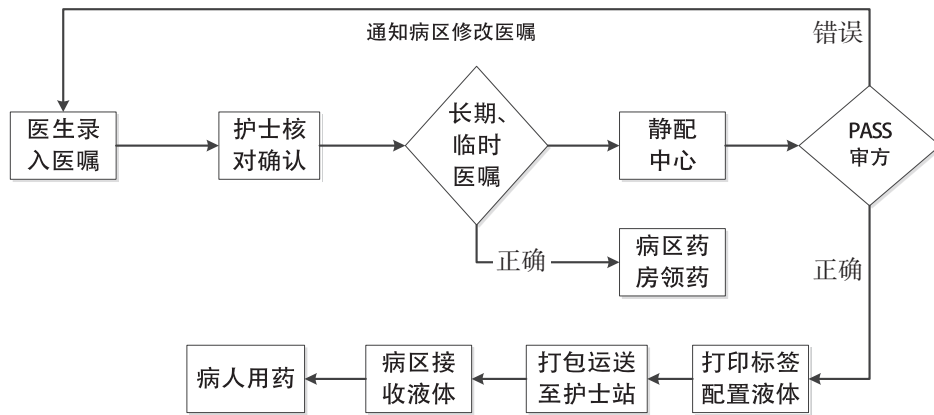 错误
通知病区修改医嘱
医生录
入医嘱
护士核
对确认
长期、
临时
医嘱
静配
中心
PASS
审方
正确
病区药
房领药
正确
病人用药
病区接
收液体
打包运送
至护士站
打印标签
配置液体